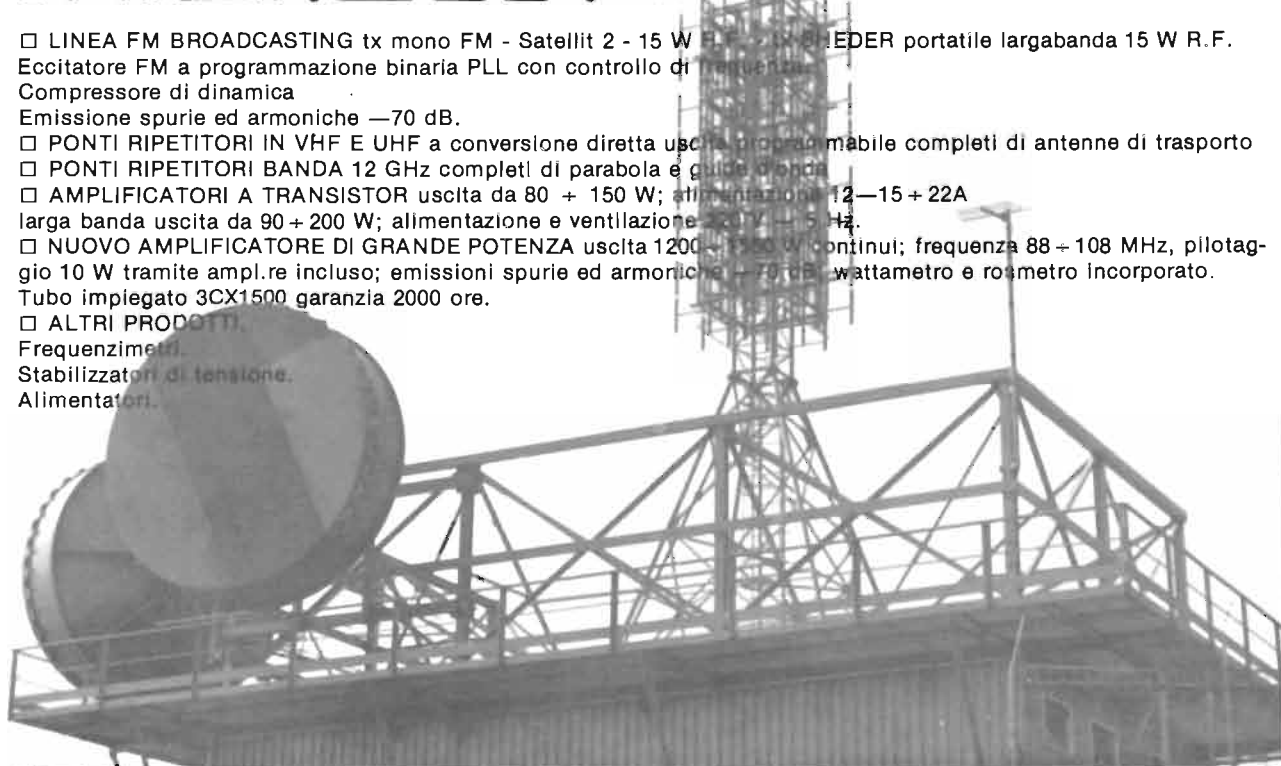 □ LINEA FM BROADCASTING tx mono FM - Satellit 2 - 15 W R.F. - tx SHEDER portatile largabanda 15 W R.F.
Eccitatore FM a programmazione binaria PLL con controllo di frequenza.
Compressore di dinamica
Emissione spurie ed armoniche —70 dB.
□ PONTI RIPETITORI IN VHF E UHF a conversione diretta uscita programmabile completi di antenne di trasporto
□ PONTI RIPETITORI BANDA 12 GHz completi di parabola e guide d'onda
□ AMPLIFICATORI A TRANSISTOR uscita da 80 ÷ 150 W; alimentazione 12—15÷22A
larga banda uscita da 90÷200 W; alimentazione e ventilazione 220 V - 5 Hz.
□ NUOVO AMPLIFICATORE DI GRANDE POTENZA uscita 1200 W continui; frequenza 88÷108 MHz, pilotag-
gio 10 W tramite ampl.re incluso; emissioni spurie ed armoniche —70 dB; wattametro e rosmetro incorporato.
Tubo impiegato 3CX1500 garanzia 2000 ore.
□ ALTRI PRODOTTI.
Frequenzimetri.
Stabilizzatori di tensione.
Alimentatori.